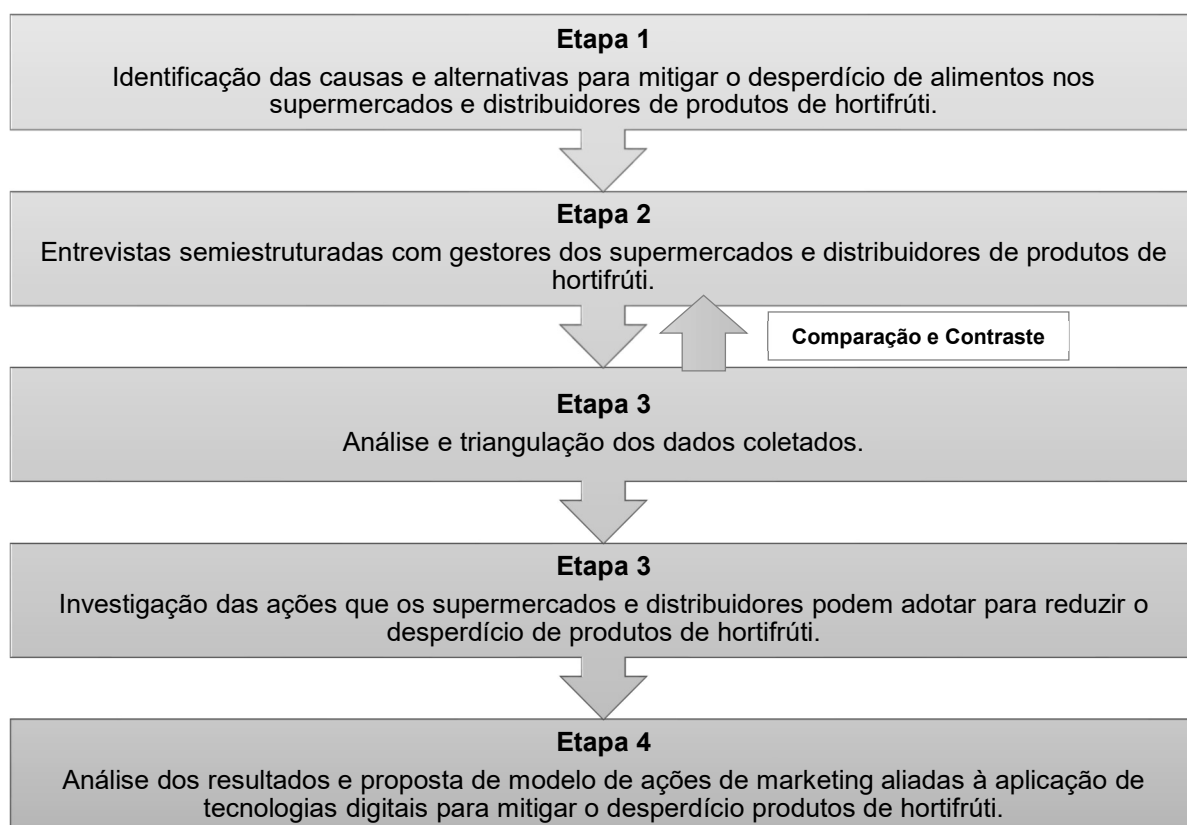 Etapa 1
Identificação das causas e alternativas para mitigar o desperdício de alimentos nos
supermercados e distribuidores de produtos de hortifrúti.
Etapa 2
Entrevistas semiestruturadas com gestores dos supermercados e distribuidores de produtos de
hortifrúti.
Comparação e Contraste
Etapa 3
Análise e triangulação dos dados coletados.
Etapa 3
Investigação das ações que os supermercados e distribuidores podem adotar para reduzir o
desperdício de produtos de hortifrúti.
Etapa 4
Análise dos resultados e proposta de modelo de ações de marketing aliadas à aplicação de
tecnologias digitais para mitigar o desperdício produtos de hortifrúti.